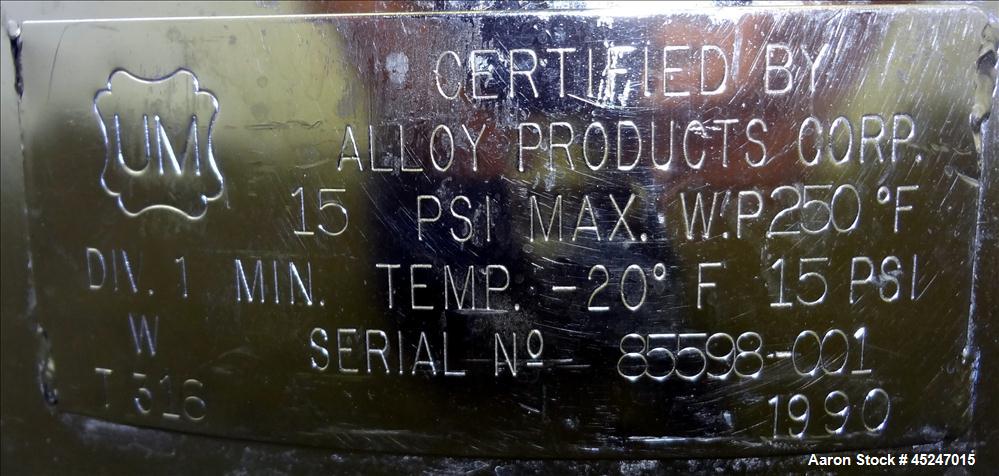 CERTIFIED BY
UM
ALLOY PRODUCTS CORP.
15 PSI MAX. W.P 250 °F
DIV. 1 MIN. TEMP. -20° F 15 PSI
W SERIAL Nº 85598-001
T 316 1990
Aaron Stock # 45247015